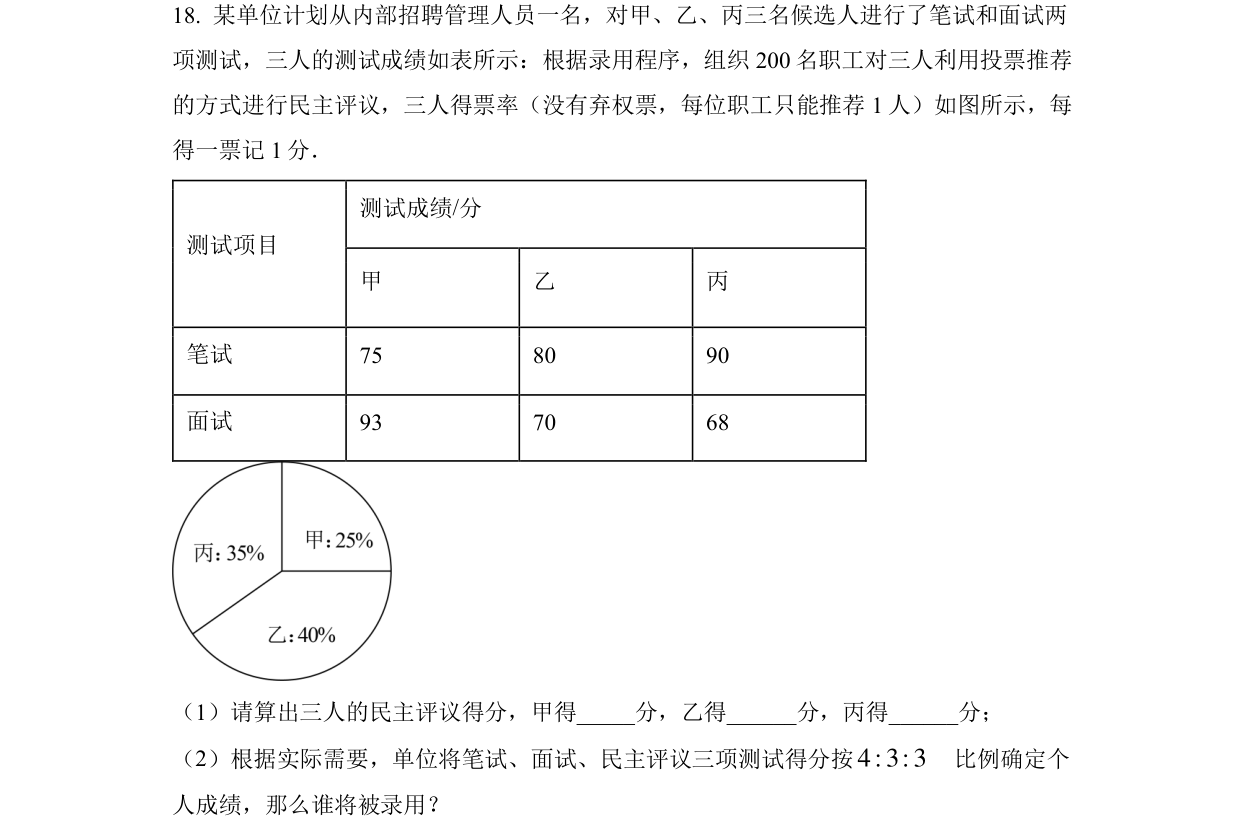 18. 某单位计划从内部招聘管理人员一名，对甲、乙、丙三名候选人进行了笔试和面试两
项测试，三人的测试成绩如表所示：根据录用程序，组织 200 名职工对三人利用投票推荐
的方式进行民主评议，三人得票率（没有弃权票，每位职工只能推荐 1 人）如图所示，每
得一票记 1 分．
测试项目
测试成绩/分
甲 乙 丙
笔试 75 80 90
面试 93 70 68
丙: 35% 甲: 25%
乙: 40%
（1）请算出三人的民主评议得分，甲得_____分，乙得______分，丙得______分；
（2）根据实际需要，单位将笔试、面试、民主评议三项测试得分按 4:3:3 比例确定个
人成绩，那么谁将被录用？